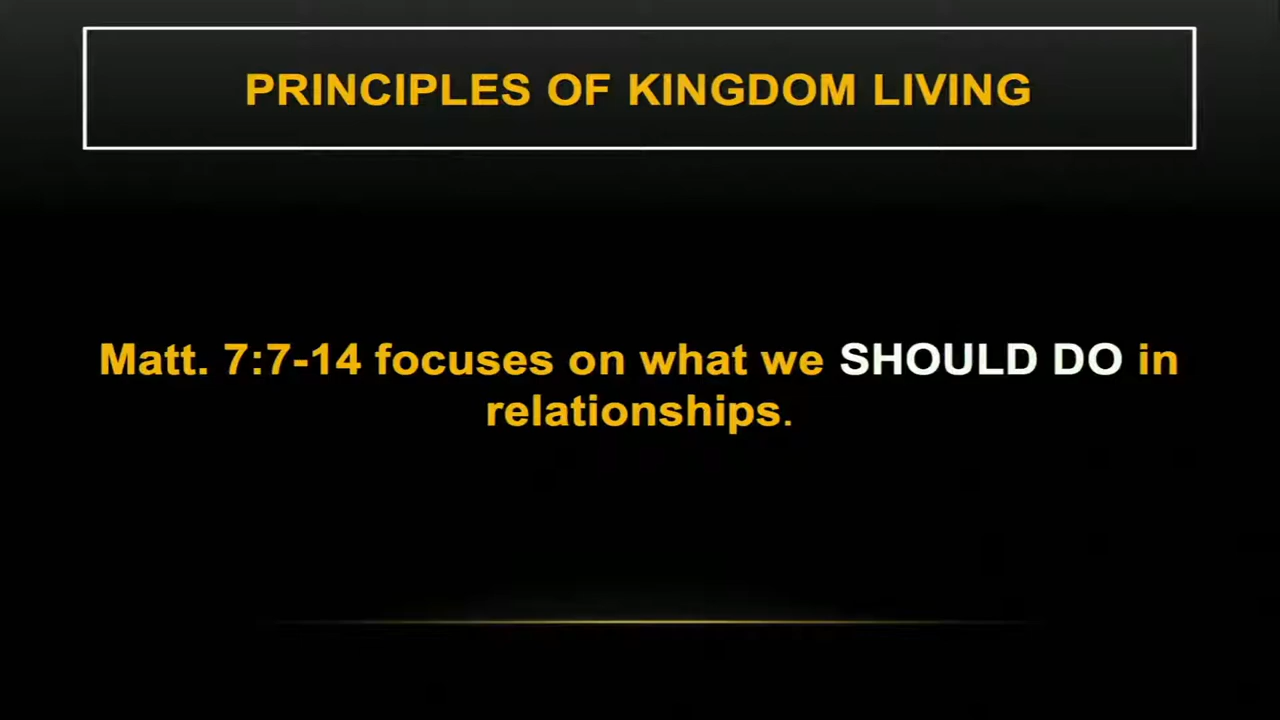 PRINCIPLES OF KINGDOM LIVING
Matt. 7:7-14 focuses on what we SHOULD DO in
relationships.